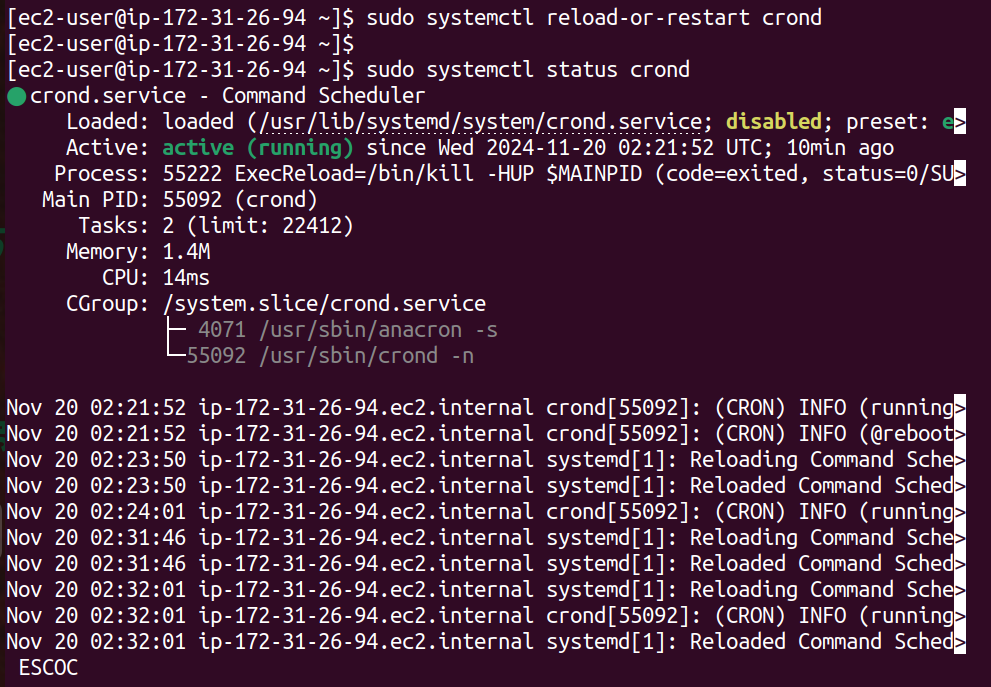 [ec2-user@ip-172-31-26-94 ~]$ sudo systemctl reload-or-restart crond
[ec2-user@ip-172-31-26-94 ~]$
[ec2-user@ip-172-31-26-94 ~]$ sudo systemctl status crond
● crond.service - Command Scheduler
     Loaded: loaded (/usr/lib/systemd/system/crond.service; disabled; preset: e>
     Active: active (running) since Wed 2024-11-20 02:21:52 UTC; 10min ago
    Process: 55222 ExecReload=/bin/kill -HUP $MAINPID (code=exited, status=0/SU>
   Main PID: 55092 (crond)
      Tasks: 2 (limit: 22412)
     Memory: 1.4M
        CPU: 14ms
     CGroup: /system.slice/crond.service
             ├─ 4071 /usr/sbin/anacron -s
             └─55092 /usr/sbin/crond -n

Nov 20 02:21:52 ip-172-31-26-94.ec2.internal crond[55092]: (CRON) INFO (running>
Nov 20 02:21:52 ip-172-31-26-94.ec2.internal crond[55092]: (CRON) INFO (@reboot>
Nov 20 02:23:50 ip-172-31-26-94.ec2.internal systemd[1]: Reloading Command Sche>
Nov 20 02:23:50 ip-172-31-26-94.ec2.internal systemd[1]: Reloaded Command Sched>
Nov 20 02:24:01 ip-172-31-26-94.ec2.internal crond[55092]: (CRON) INFO (running>
Nov 20 02:31:46 ip-172-31-26-94.ec2.internal systemd[1]: Reloading Command Sche>
Nov 20 02:31:46 ip-172-31-26-94.ec2.internal systemd[1]: Reloaded Command Sched>
Nov 20 02:32:01 ip-172-31-26-94.ec2.internal systemd[1]: Reloading Command Sche>
Nov 20 02:32:01 ip-172-31-26-94.ec2.internal crond[55092]: (CRON) INFO (running>
Nov 20 02:32:01 ip-172-31-26-94.ec2.internal systemd[1]: Reloaded Command Sched>
 ESCOC